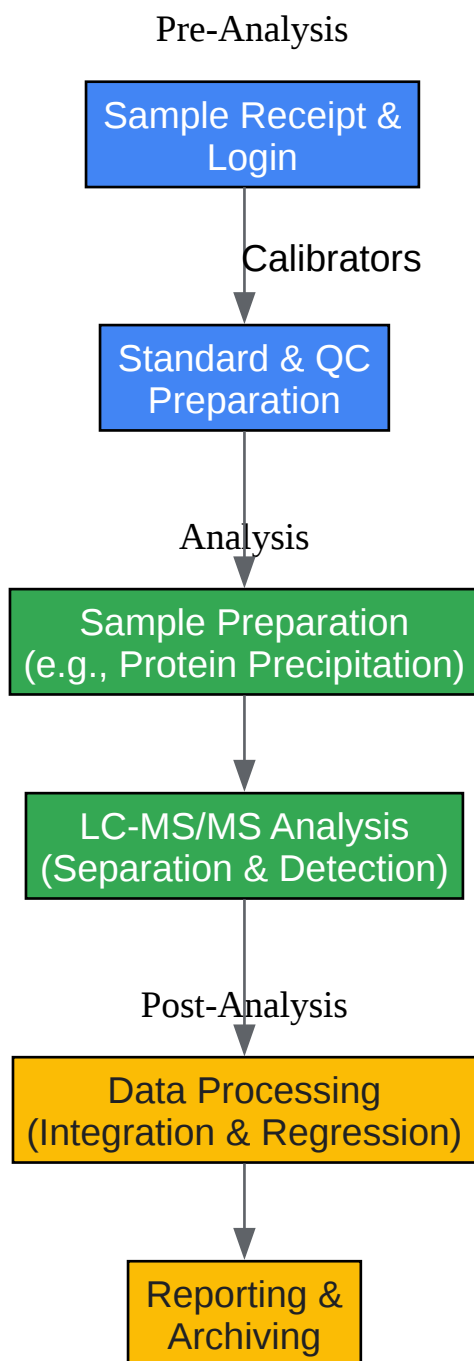 Pre-Analysis
Sample Receipt &
Login
Calibrators
Standard & QC
Preparation
Analysis
Sample Preparation
(e.g., Protein Precipitation)
LC-MS/MS Analysis
(Separation & Detection)
Post-Analysis
Data Processing
(Integration & Regression)
Reporting &
Archiving